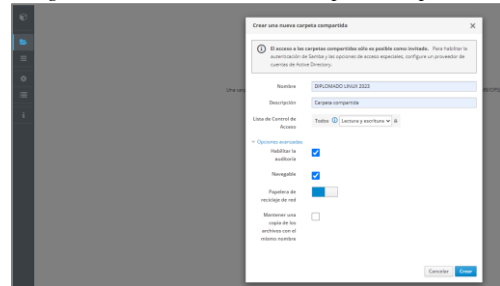 Crear una nueva carpeta compartida
El acceso a las carpetas compartidas sólo es posible como invitado. Para habilitar la
autenticación de Samba y las opciones de acceso especiales, configure un proveedor de
cuentas de Active Directory.
Nombre DIPLOMADO LINUX 2023
Descripción Carpeta compartida
Lista de Control de
Acceso
Todos Lectura y escritura
Opciones avanzadas
Habilitar la
auditoría
Navegable
Papelera de
reciclaje de red
Mantener una
copia de los
archivos con el
mismo nombre
Cancelar Crear